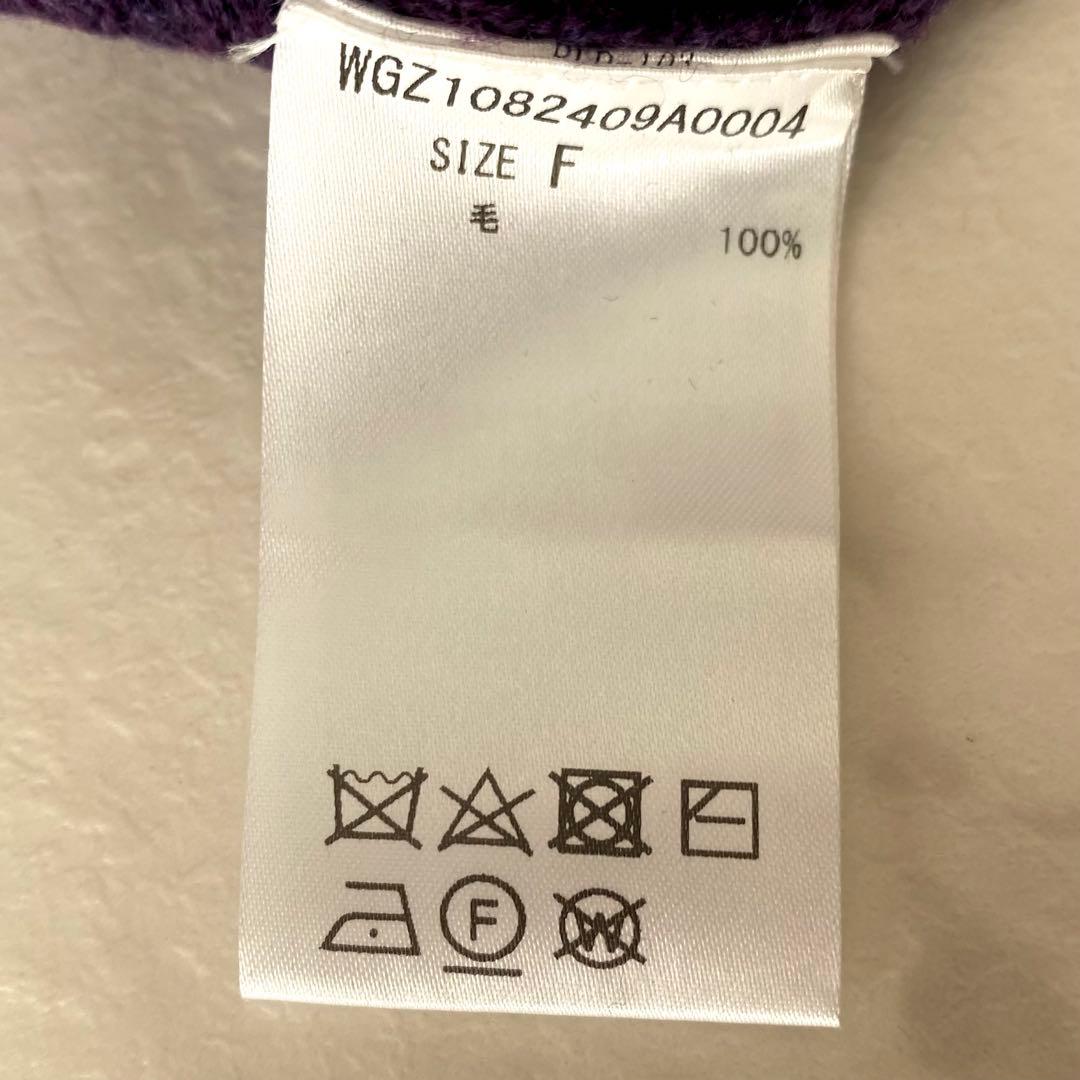 WGZ1082409A0004
SIZE F
毛 100%
F
W